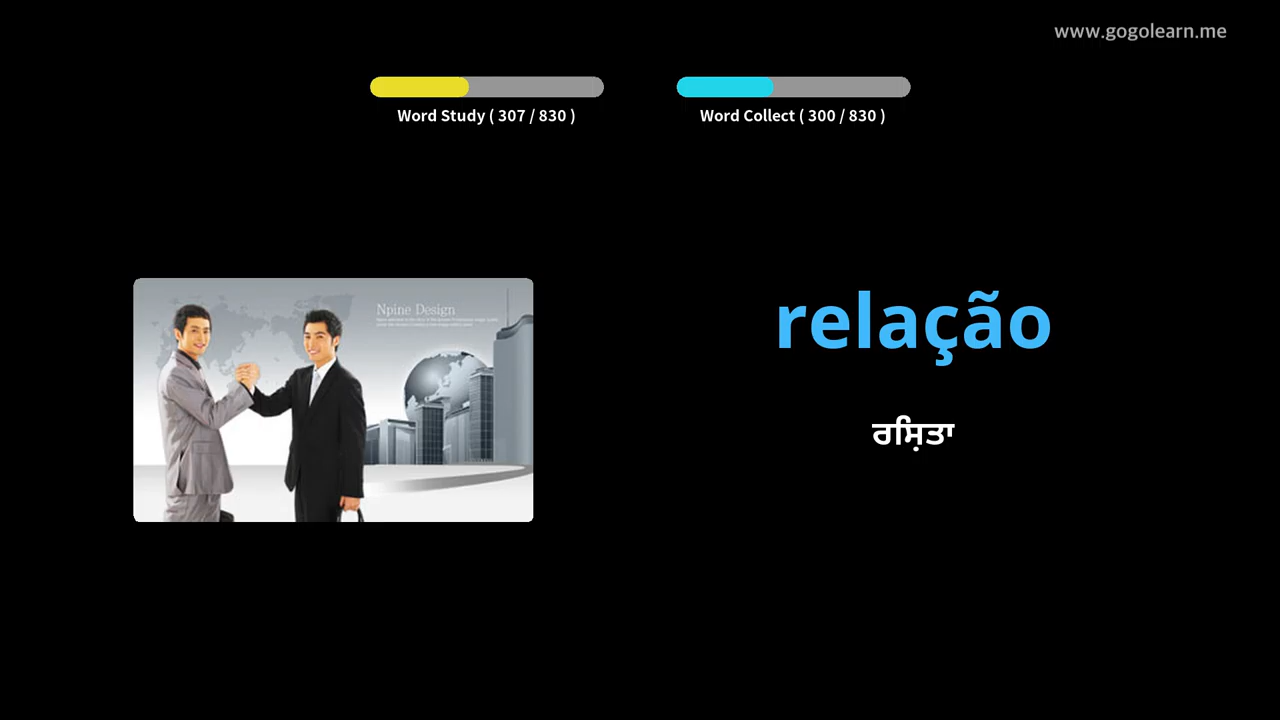 www.gogolearn.me
Word Study ( 307 / 830 )
Word Collect ( 300 / 830 )
Npine Design
relação
ਰਸ਼ਿਤਾ